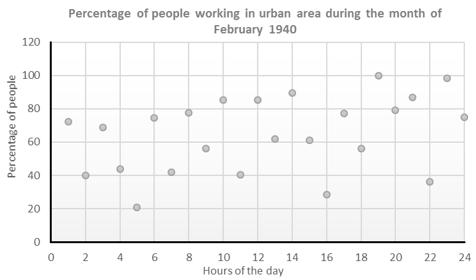 Percentage of people working in urban area during the month of
February 1940
120
100
80
60
40
20
0
Percentage of people
0 2 4 6 8 10 12 14 16 18 20 22 24
Hours of the day